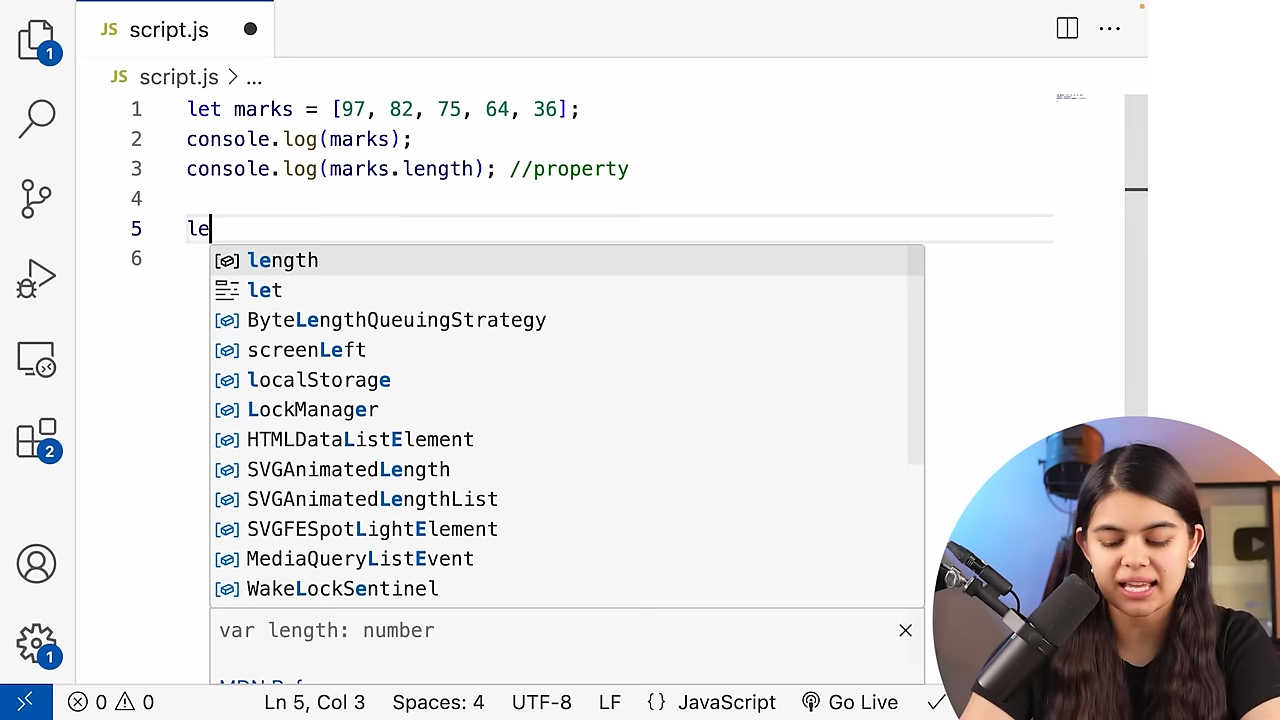 1
JS script.js
JS script.js > ...
1 let marks = [97, 82, 75, 64, 36];
2 console.log(marks);
3 console.log(marks.length); //property
4
5 le
6
length
let
ByteLengthQueuingStrategy
screenLeft
localStorage
LockManager
HTMLDataListElement
SVGAnimatedLength
SVGAnimatedLengthList
SVGFESpotLightElement
MediaQueryListEvent
WakeLockSentinel
var length: number
2
1
0 0 Ln 5, Col 3 Spaces: 4 UTF-8 LF {} JavaScript Go Live